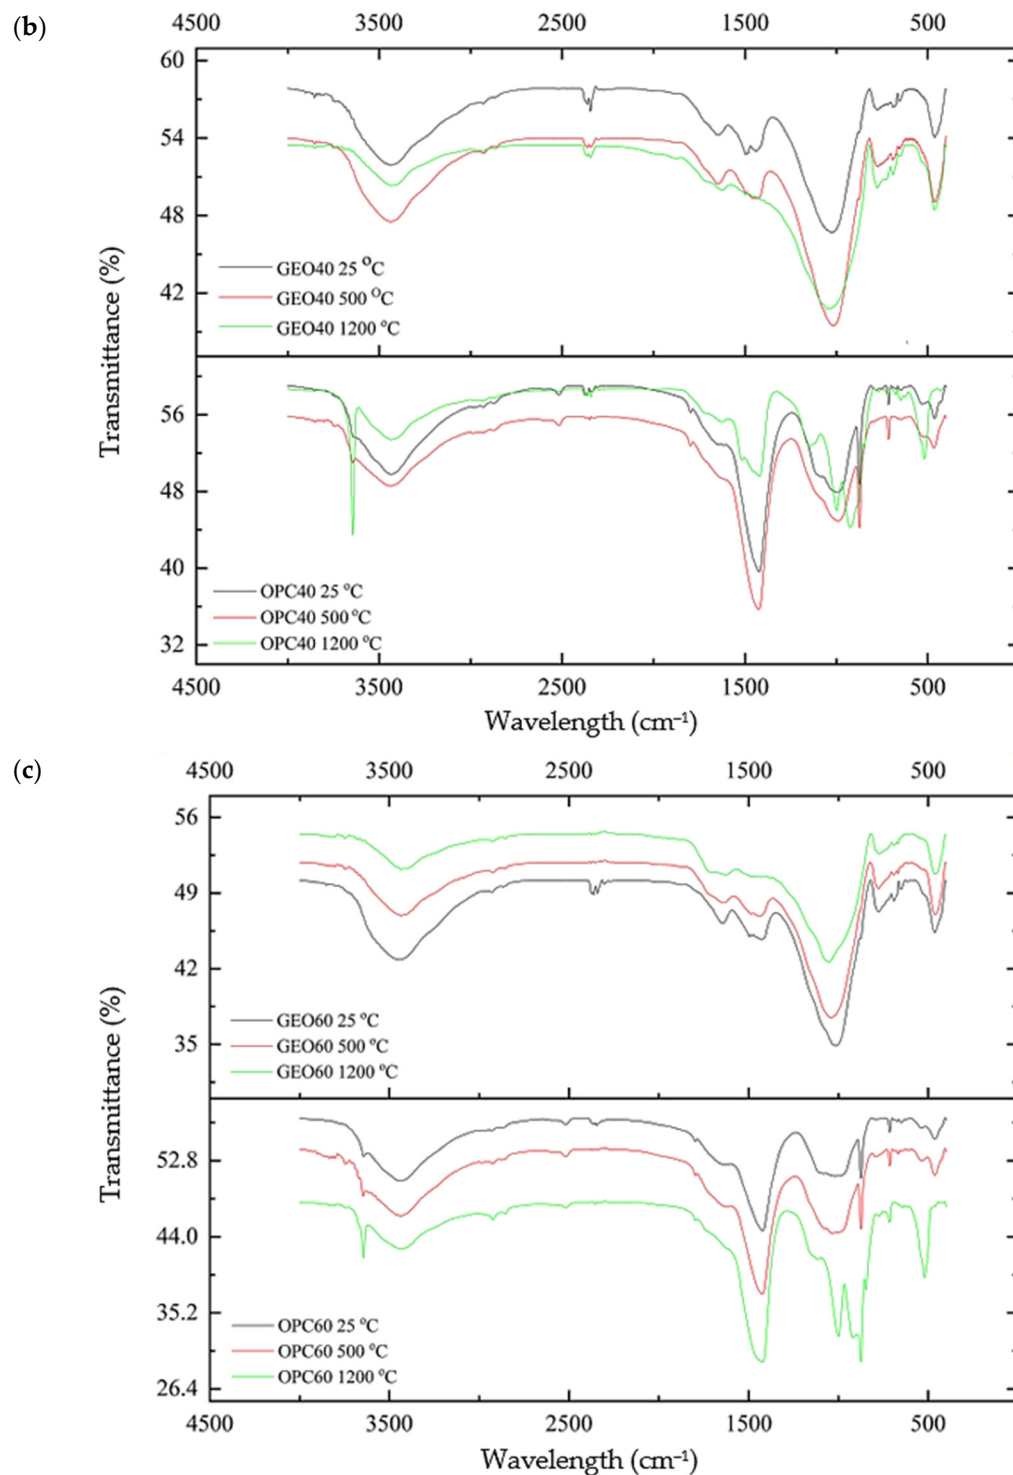 (b)
4500 3500 2500 1500 500
60
54
48
42
GEO40 25 °C
GEO40 500 °C
GEO40 1200 °C
Transmittance (%)
56
48
40
32
OPC40 25 °C
OPC40 500 °C
OPC40 1200 °C
4500 3500 2500 1500 500
Wavelength (cm⁻¹)
(c)
4500 3500 2500 1500 500
56
49
42
35
GEO60 25 °C
GEO60 500 °C
GEO60 1200 °C
Transmittance (%)
52.8
44.0
35.2
26.4
OPC60 25 °C
OPC60 500 °C
OPC60 1200 °C
4500 3500 2500 1500 500
Wavelength (cm⁻¹)